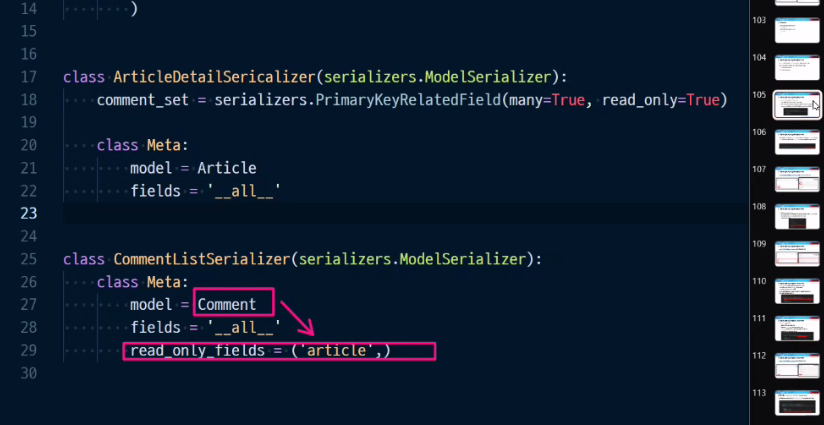 14 )
15
16
17 class ArticleDetailSericalizer(serializers.ModelSerializer):
18 comment_set = serializers.PrimaryKeyRelatedField(many=True, read_only=True)
19
20 class Meta:
21 model = Article
22 fields = '__all__'
23
24
25 class CommentListSerializer(serializers.ModelSerializer):
26 class Meta:
27 model = Comment
28 fields = '__all__'
29 read_only_fields = ('article',)
30
103
104
105
106
107
108
109
110
111
112
113